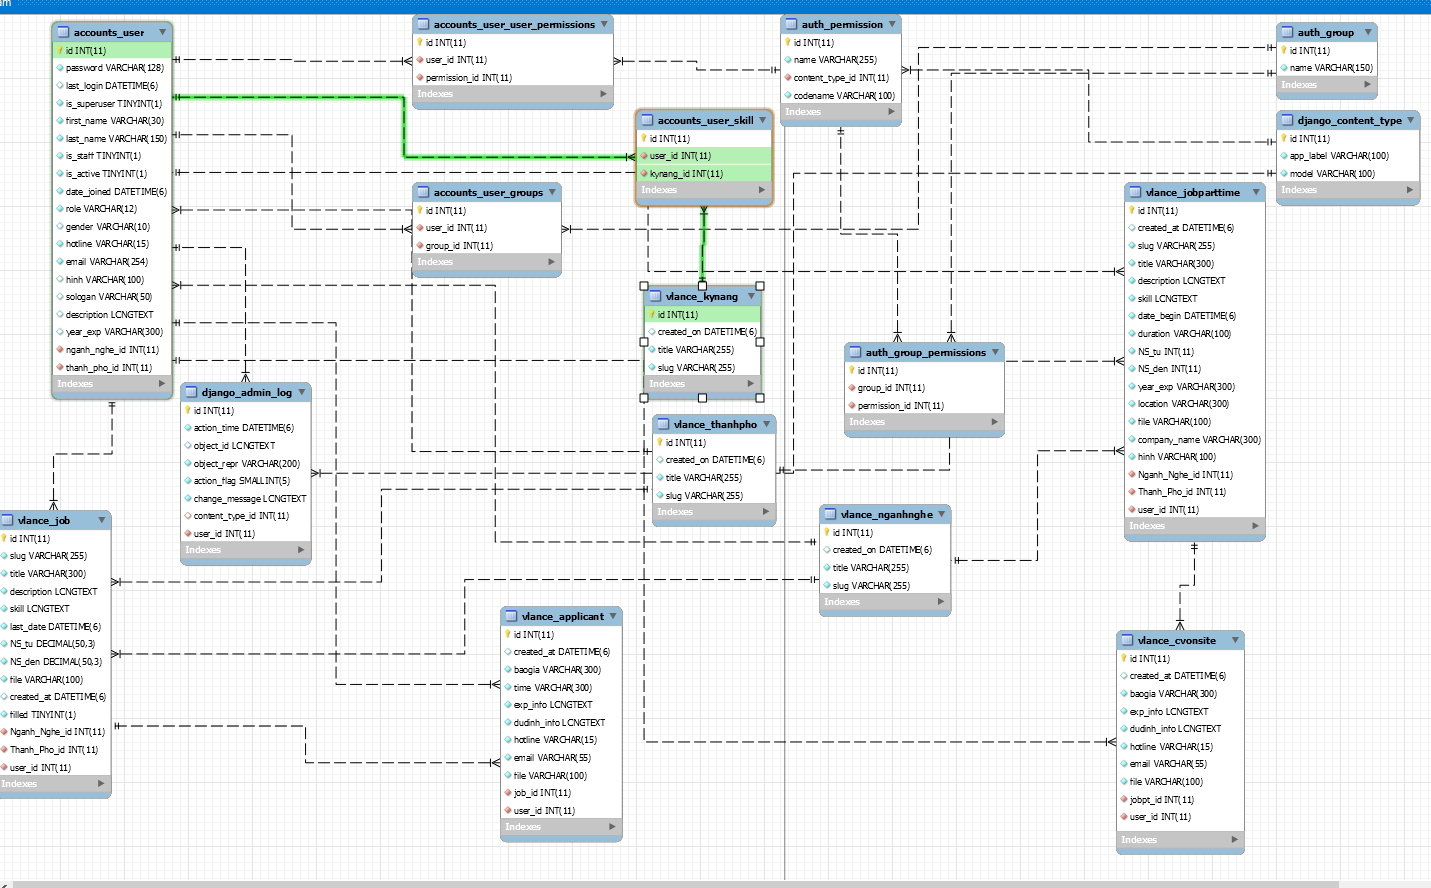 am
accounts_user
id INT(11)
password VARCHAR(128)
last_login DATETIME(6)
is_superuser TINYINT(1)
first_name VARCHAR(30)
last_name VARCHAR(150)
is_staff TINYINT(1)
is_active TINYINT(1)
date_joined DATETIME(6)
role VARCHAR(12)
gender VARCHAR(10)
hotline VARCHAR(15)
email VARCHAR(254)
hinh VARCHAR(100)
sologan VARCHAR(50)
description LONGTEXT
year_exp VARCHAR(300)
nganh_nghe_id INT(11)
thanh_pho_id INT(11)
Indexes
accounts_user_user_permissions
id INT(11)
user_id INT(11)
permission_id INT(11)
Indexes
auth_permission
id INT(11)
name VARCHAR(255)
content_type_id INT(11)
codename VARCHAR(100)
Indexes
auth_group
id INT(11)
name VARCHAR(150)
Indexes
accounts_user_skill
id INT(11)
user_id INT(11)
kynang_id INT(11)
Indexes
django_content_type
id INT(11)
app_label VARCHAR(100)
model VARCHAR(100)
Indexes
accounts_user_groups
id INT(11)
user_id INT(11)
group_id INT(11)
Indexes
vlance_jobparttime
id INT(11)
created_at DATETIME(6)
slug VARCHAR(255)
title VARCHAR(300)
description LONGTEXT
skill LONGTEXT
date_begin DATETIME(6)
duration VARCHAR(100)
NS_tu INT(11)
NS_den INT(11)
year_exp VARCHAR(300)
location VARCHAR(300)
file VARCHAR(100)
company_name VARCHAR(300)
hinh VARCHAR(100)
Nganh_Nghe_id INT(11)
Thanh_Pho_id INT(11)
user_id INT(11)
Indexes
vlance_kynang
id INT(11)
created_on DATETIME(6)
title VARCHAR(255)
slug VARCHAR(255)
Indexes
auth_group_permissions
id INT(11)
group_id INT(11)
permission_id INT(11)
Indexes
django_admin_log
id INT(11)
action_time DATETIME(6)
object_id LONGTEXT
object_repr VARCHAR(200)
action_flag SMALLINT(5)
change_message LONGTEXT
content_type_id INT(11)
user_id INT(11)
Indexes
vlance_thanhpho
id INT(11)
created_on DATETIME(6)
title VARCHAR(255)
slug VARCHAR(255)
Indexes
vlance_job
id INT(11)
slug VARCHAR(255)
title VARCHAR(300)
description LONGTEXT
skill LONGTEXT
last_date DATETIME(6)
NS_tu DECIMAL(50,3)
NS_den DECIMAL(50,3)
file VARCHAR(100)
created_at DATETIME(6)
filled TINYINT(1)
Nganh_Nghe_id INT(11)
Thanh_Pho_id INT(11)
user_id INT(11)
Indexes
vlance_nganhnghe
id INT(11)
created_on DATETIME(6)
title VARCHAR(255)
slug VARCHAR(255)
Indexes
vlance_applicant
id INT(11)
created_at DATETIME(6)
baogia VARCHAR(300)
time VARCHAR(300)
exp_info LONGTEXT
dudinh_info LONGTEXT
hotline VARCHAR(15)
email VARCHAR(55)
file VARCHAR(100)
job_id INT(11)
user_id INT(11)
Indexes
vlance_cvonsite
id INT(11)
created_at DATETIME(6)
baogia VARCHAR(300)
exp_info LONGTEXT
dudinh_info LONGTEXT
hotline VARCHAR(15)
email VARCHAR(55)
file VARCHAR(100)
jobpt_id INT(11)
user_id INT(11)
Indexes